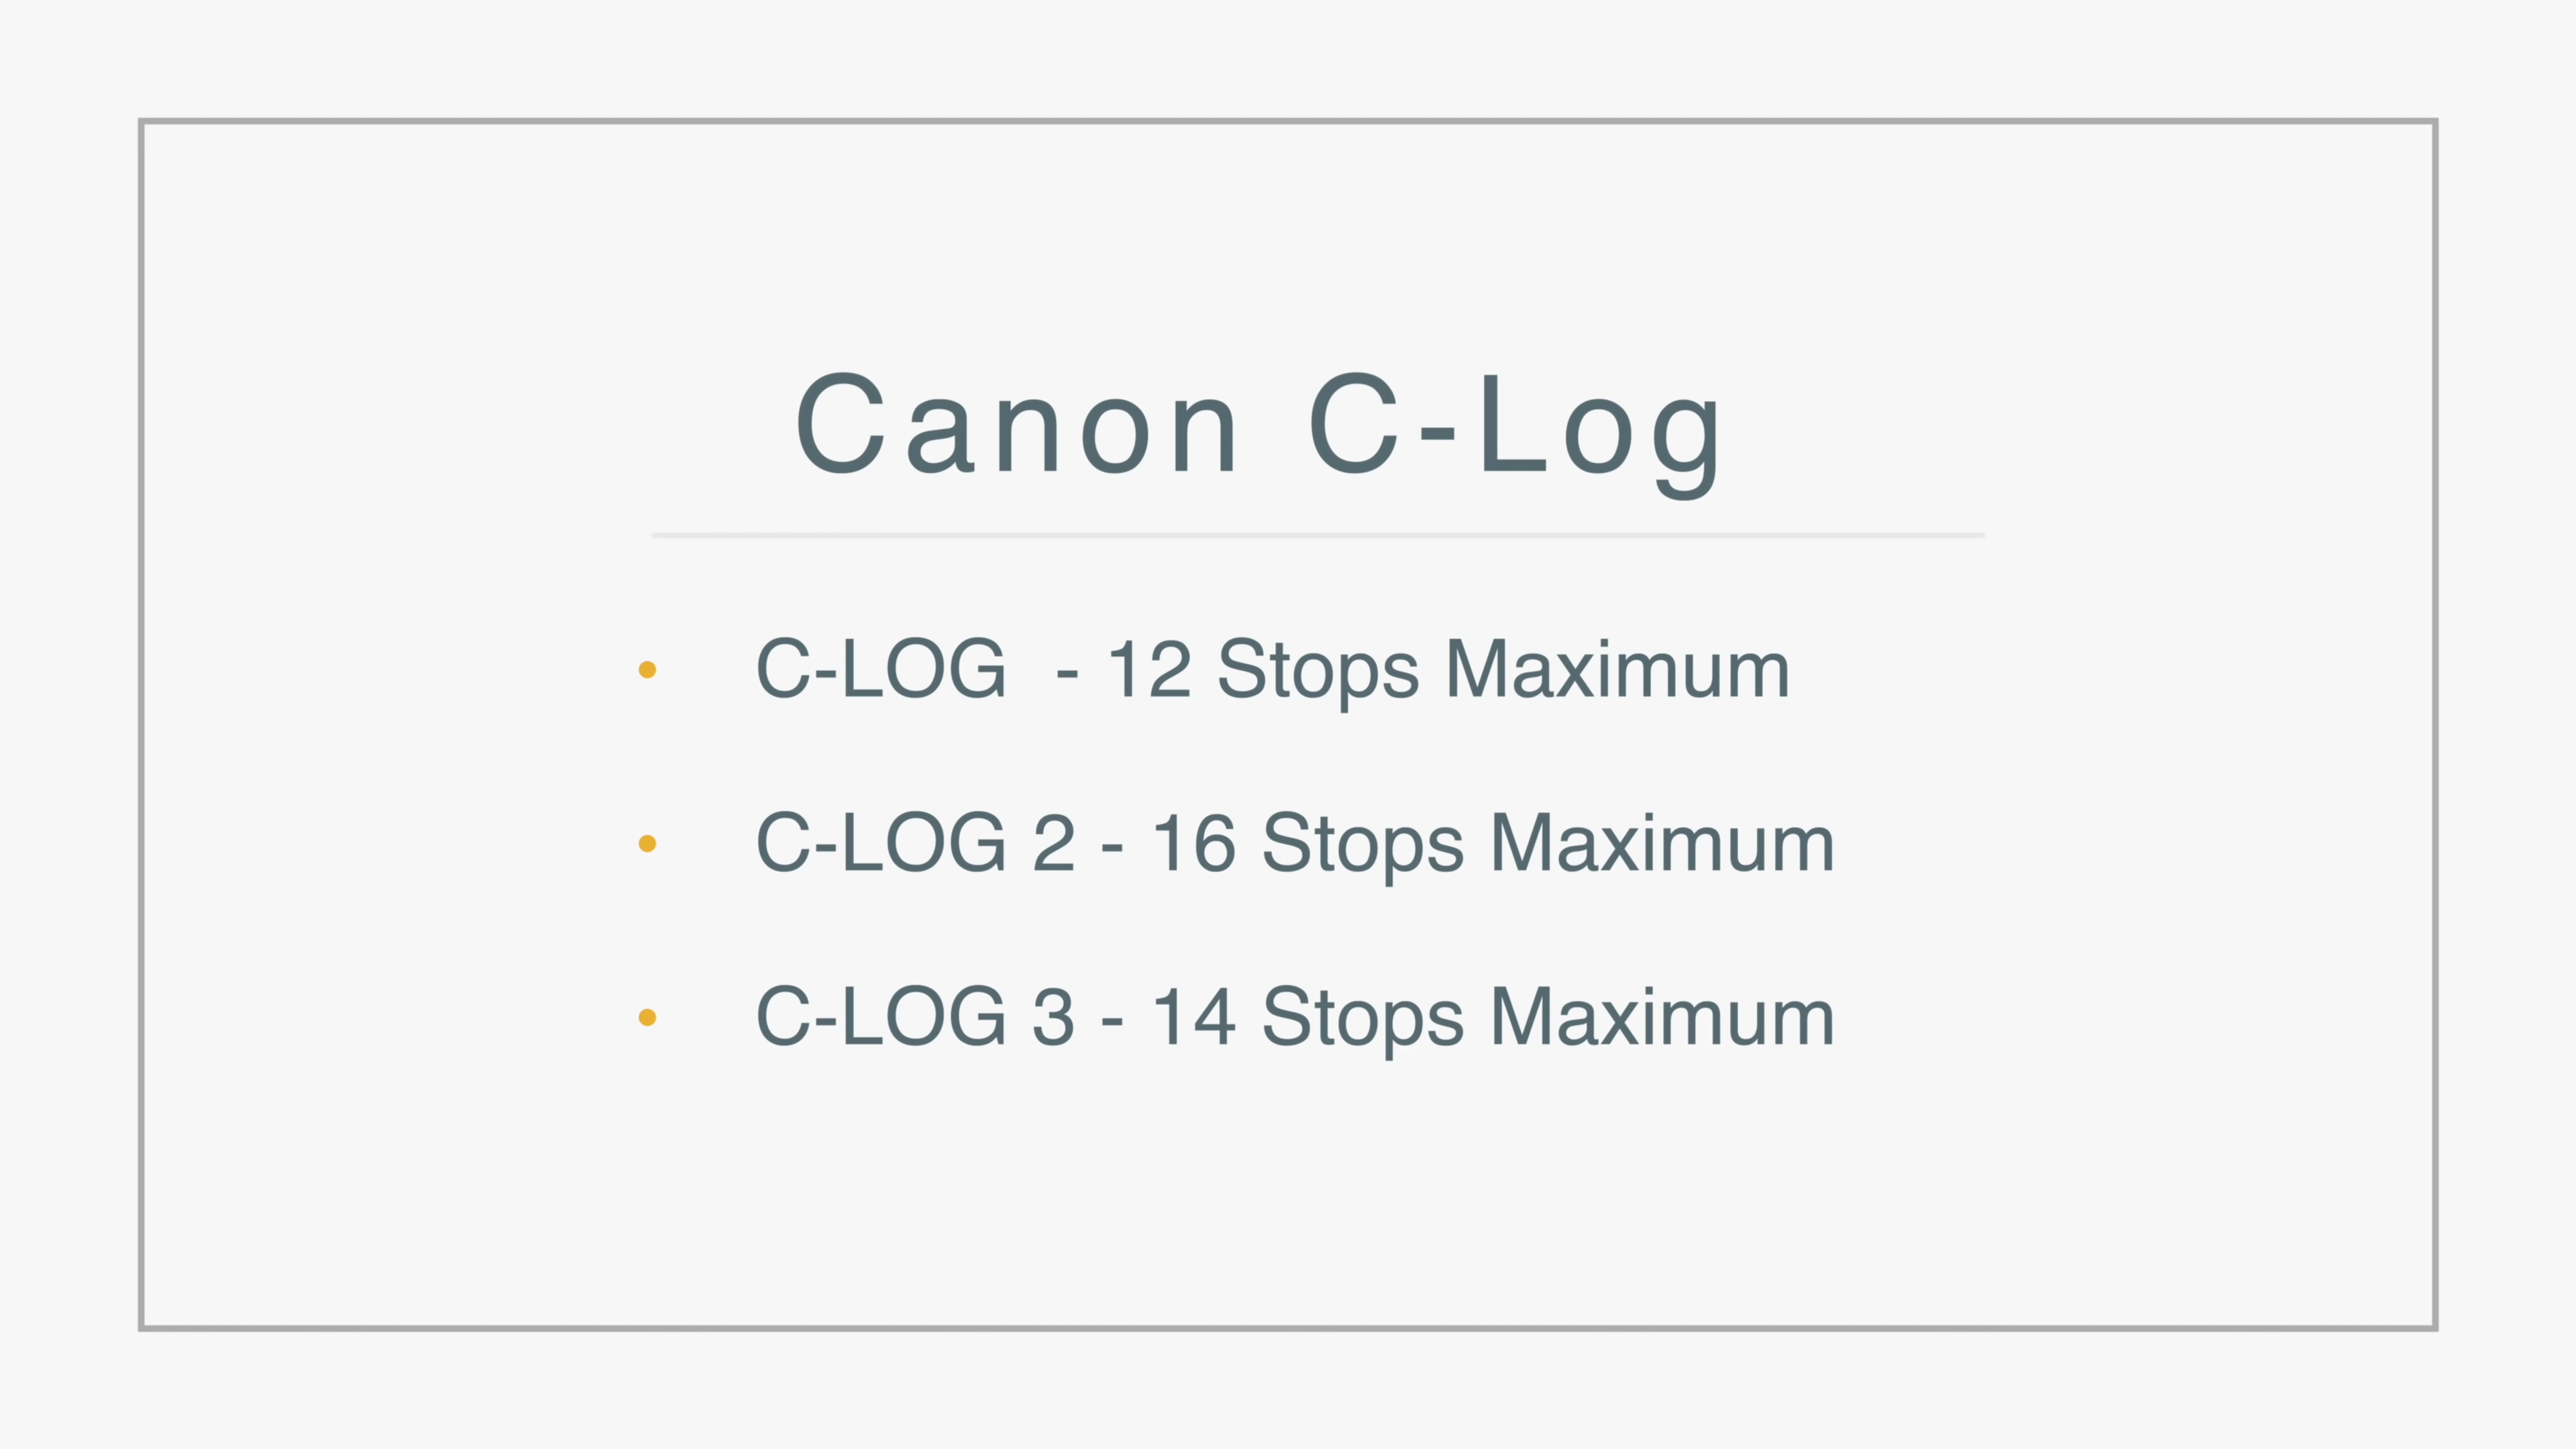 Canon C-Log
• C-LOG  - 12 Stops Maximum
• C-LOG 2 - 16 Stops Maximum
• C-LOG 3 - 14 Stops Maximum